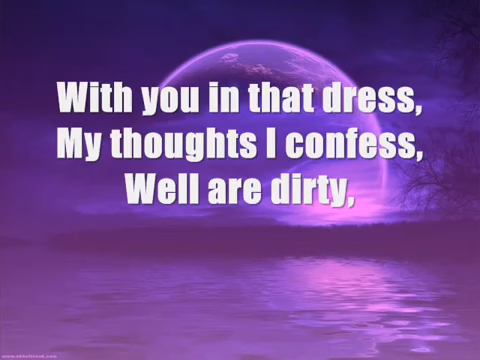 With you in that dress,
My thoughts I confess,
Well are dirty,